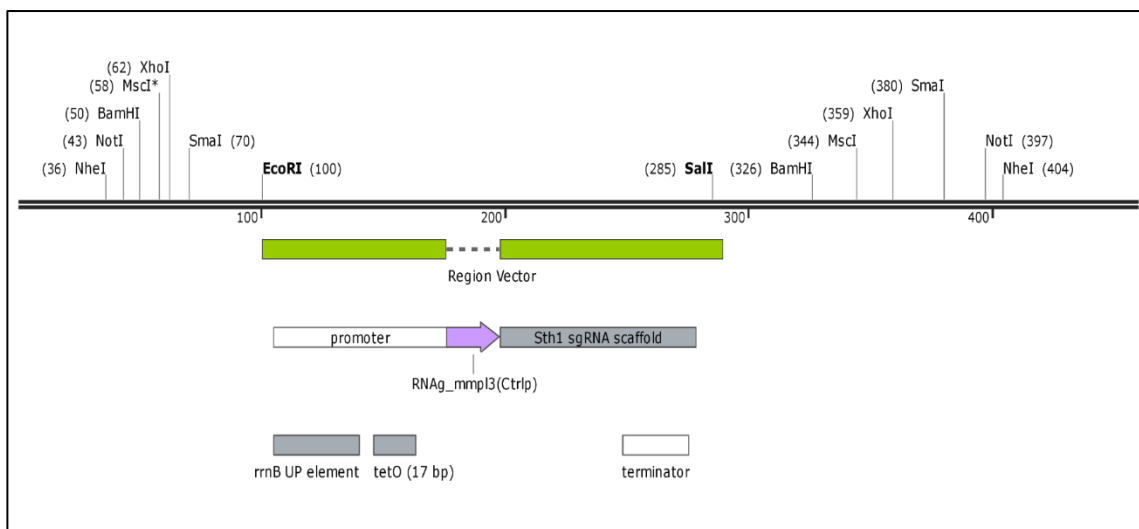 (62) XhoI
(58) MscI*
(380) SmaI
(50) BamHI
(359) XhoI
(43) NotI
SmaI (70)
(344) MscI
NotI (397)
(36) NheI
EcoRI (100)
(285) SalI
(326) BamHI
NheI (404)
100
200
300
400
Region Vector
promoter
Sth1 sgRNA scaffold
RNAg_mmpl3(Ctrlp)
rrnB UP element
tetO (17 bp)
terminator